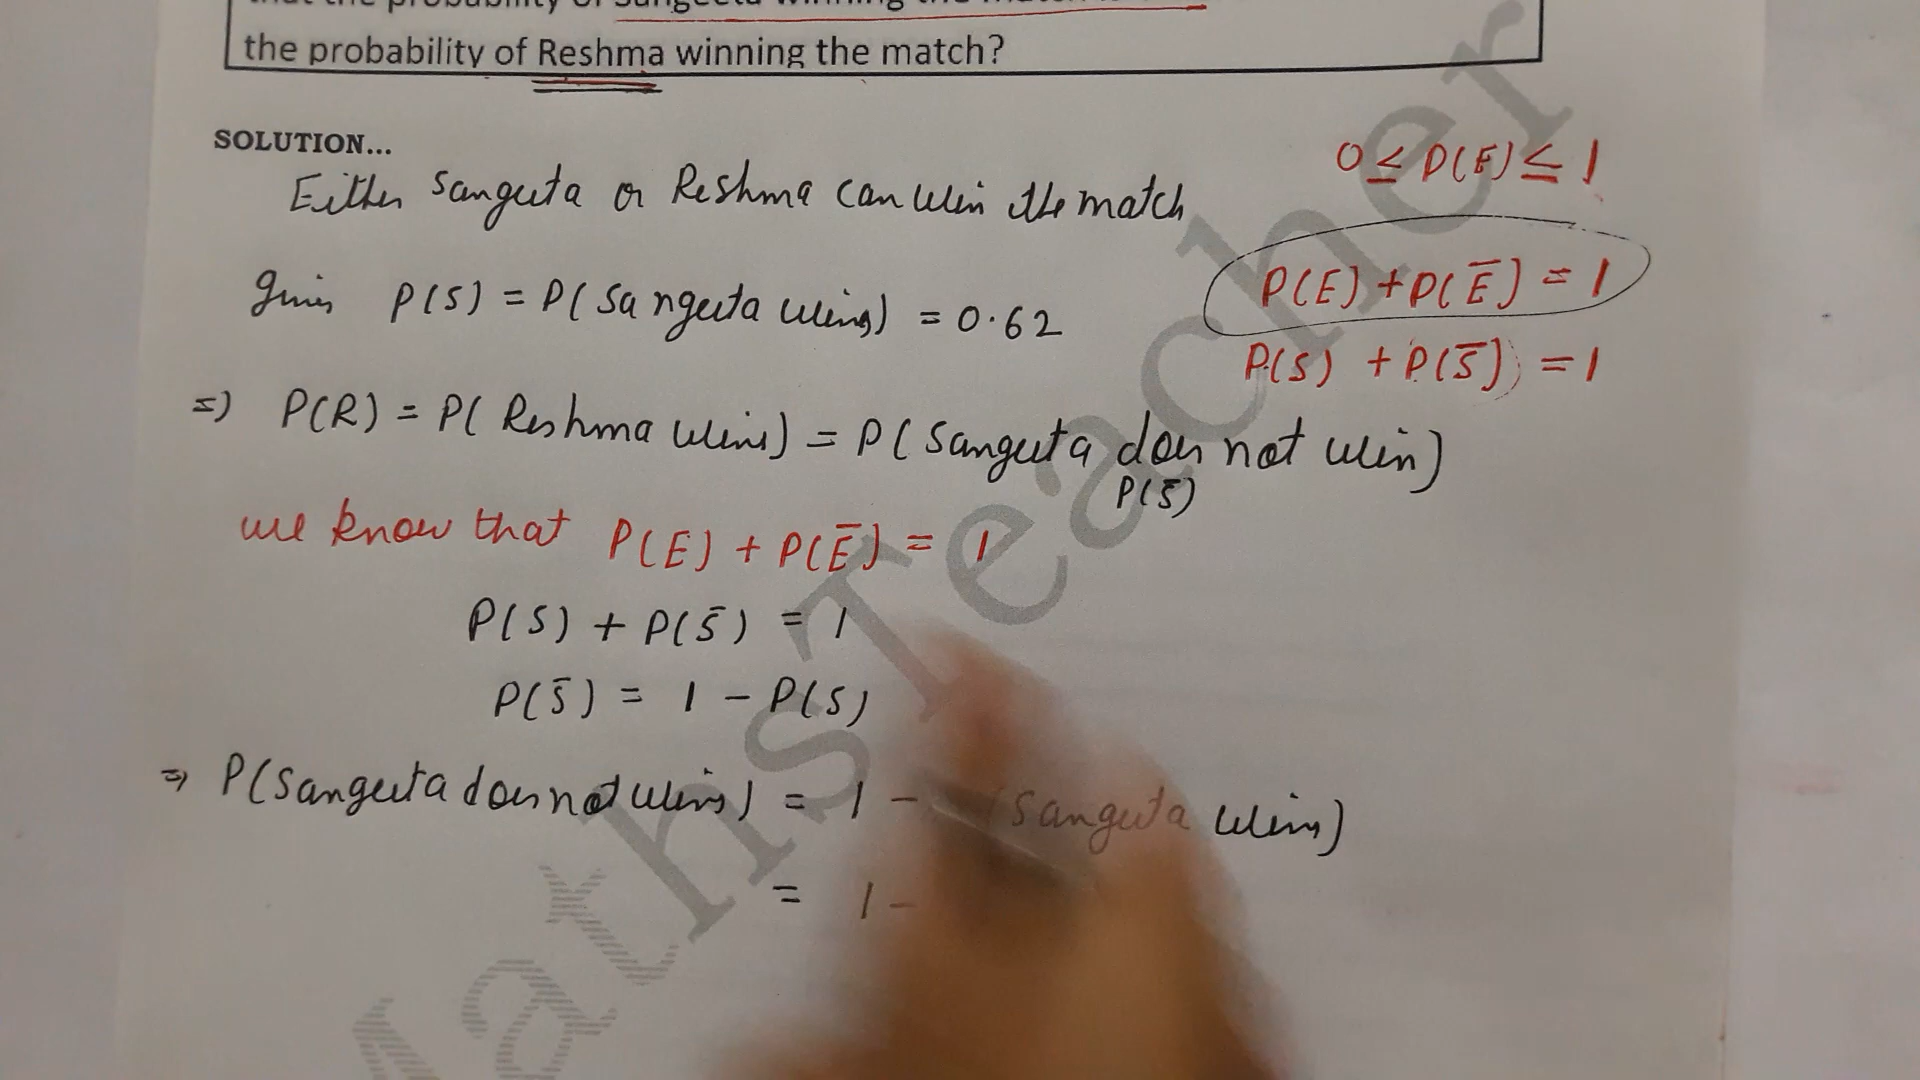 the probability of Reshma winning the match?
SOLUTION...
Either Sangeeta or Reshma can win the match
0 ≤ P(E) ≤ 1
P(E) + P(E̅) = 1
P(S) + P(S̅) = 1
given P(S) = P(Sangeeta wins) = 0.62
=) P(R) = P(Reshma wins) = P(Sangeeta does not win)
P(S̅)
we know that P(E) + P(E̅) = 1
P(S) + P(S̅) = 1
P(S̅) = 1 - P(S)
⇒ P(Sangeeta does not wins) = 1 - (Sangeeta wins)
= 1 -
MathsTeacher